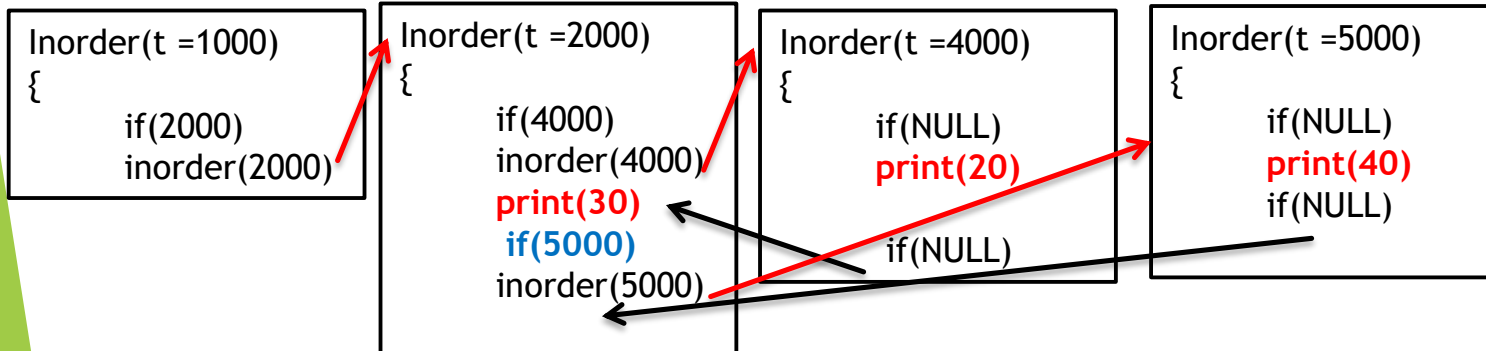 Inorder(t =1000)
{
if(2000)
inorder(2000)
Inorder(t =2000)
{
if(4000)
inorder(4000)
print(30)
if(5000)
inorder(5000)
Inorder(t =4000)
{
if(NULL)
print(20)
if(NULL)
Inorder(t =5000)
{
if(NULL)
print(40)
if(NULL)